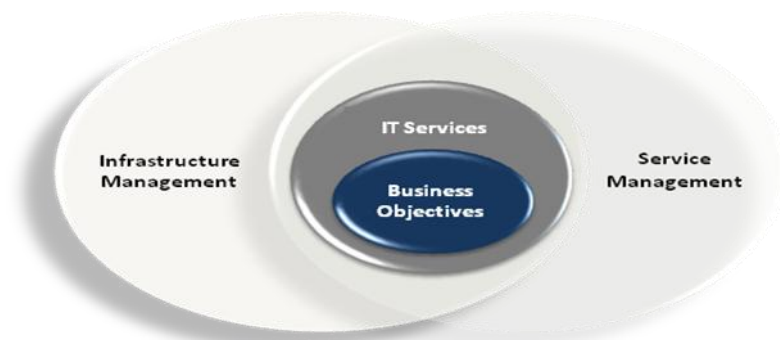 Infrastructure
Management
IT Services
Business
Objectives
Service
Management